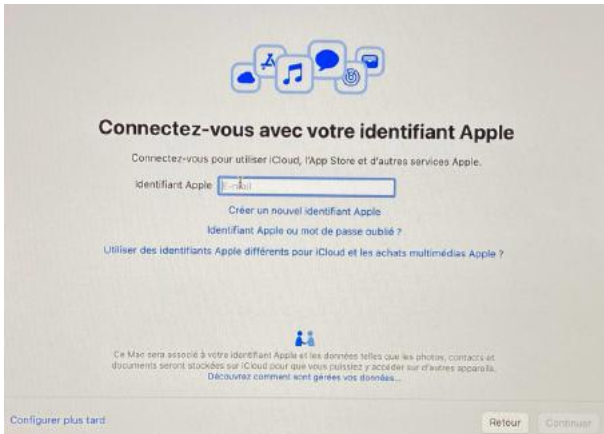 Connectez-vous avec votre identifiant Apple
Connectez-vous pour utiliser iCloud, l'App Store et d'autres services Apple.
Identifiant Apple E-mail
Créer un nouvel identifiant Apple
Identifiant Apple ou mot de passe oublié ?
Utiliser des identifiants Apple différents pour iCloud et les achats multimédias Apple ?
Ce Mac sera associé à votre identifiant Apple et les données telles que les photos, contacts et
documents seront stockées sur iCloud pour que vous puissiez y accéder sur d'autres appareils.
Découvrez comment sont gérées vos données...
Configurer plus tard
Retour
Continuer